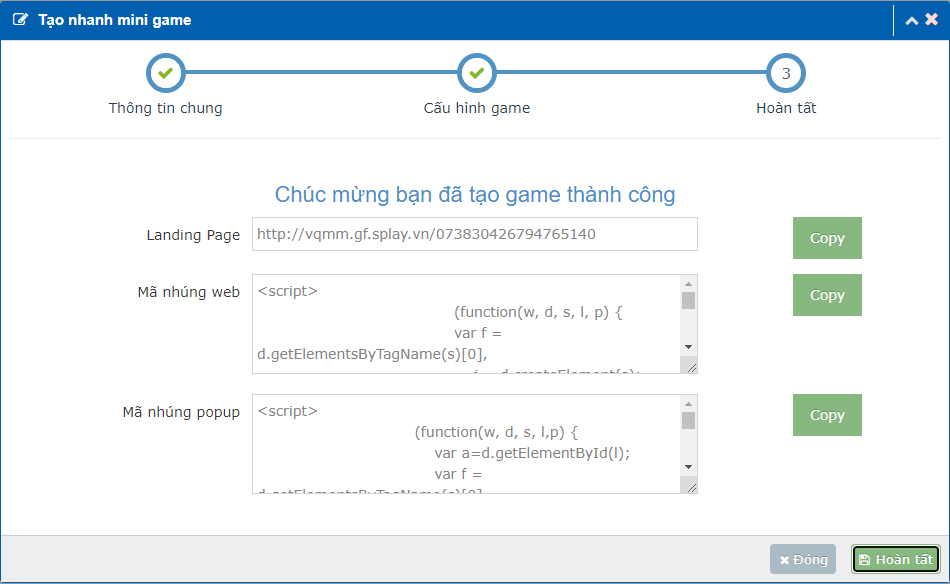 Tạo nhanh mini game
3
Thông tin chung
Cấu hình game
Hoàn tất
Chúc mừng bạn đã tạo game thành công
Landing Page
http://vqmm.gf.splay.vn/073830426794765140
Copy
Mã nhúng web
<script>
(function(w, d, s, l, p) {
var f =
d.getElementsByTagName(s)[0],
Copy
Mã nhúng popup
<script>
(function(w, d, s, l,p) {
var a=d.getElementById(l);
var f =
d.getElementsByTagName(s)[0]
Copy
Đóng
Hoàn tất